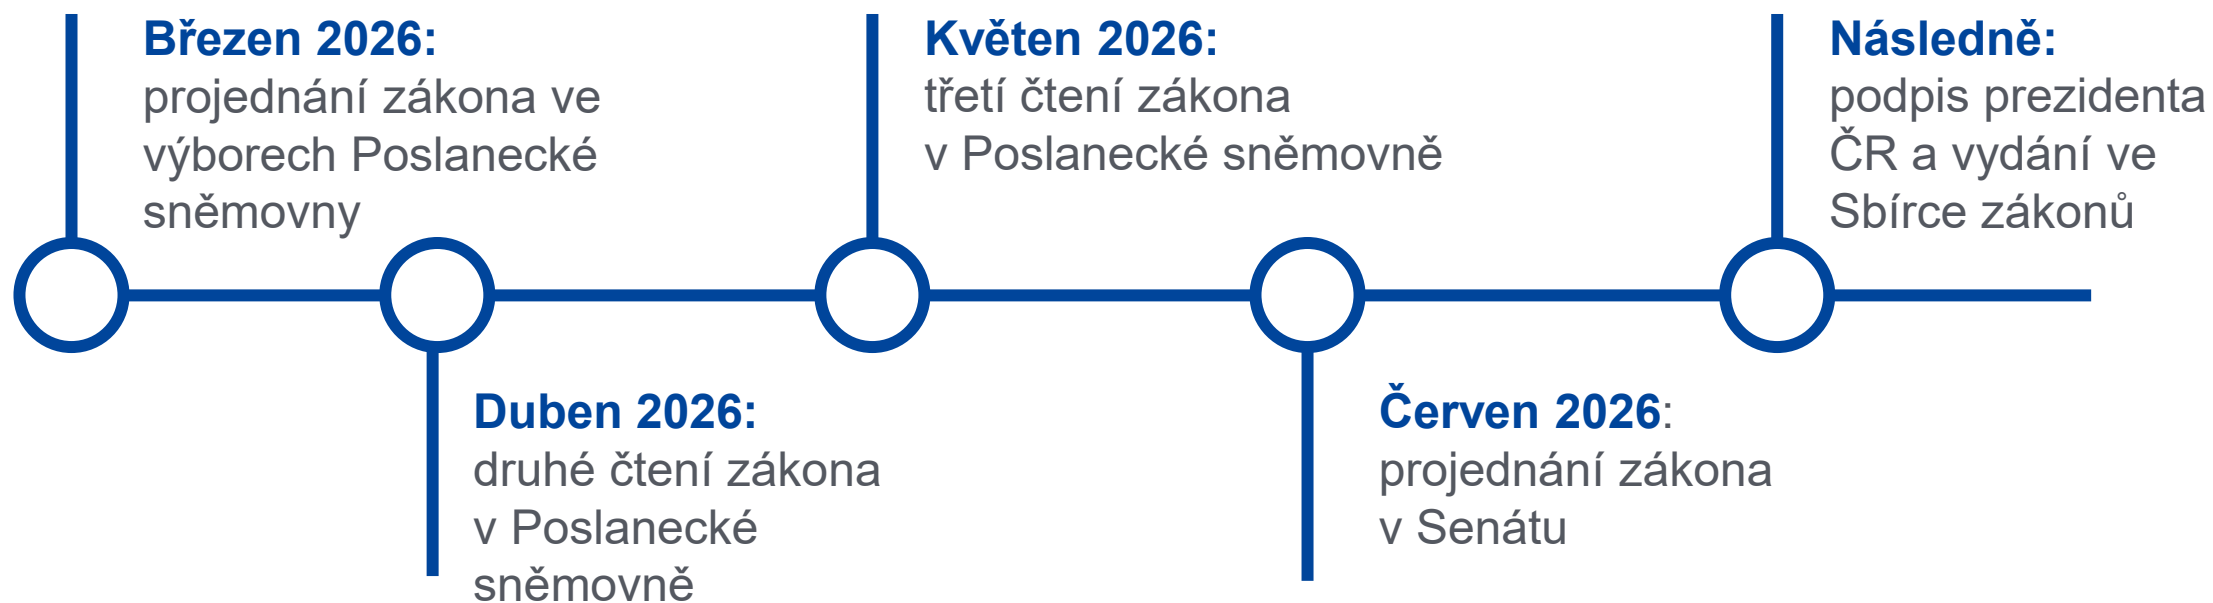 Březen 2026:
projednání zákona ve
výborech Poslanecké
sněmovny
Duben 2026:
druhé čtení zákona
v Poslanecké
sněmovně
Květen 2026:
třetí čtení zákona
v Poslanecké sněmovně
Červen 2026:
projednání zákona
v Senátu
Následně:
podpis prezidenta
ČR a vydání ve
Sbírce zákonů